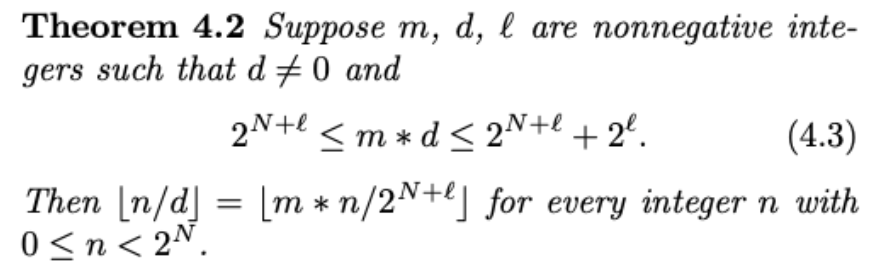 Theorem 4.2 Suppose m, d, ℓ are nonnegative inte-
gers such that d ≠ 0 and
2^{N+ℓ} ≤ m ∗ d ≤ 2^{N+ℓ} + 2^ℓ. (4.3)
Then ⌊n/d⌋ = ⌊m ∗ n/2^{N+ℓ}⌋ for every integer n with
0 ≤ n < 2^N.